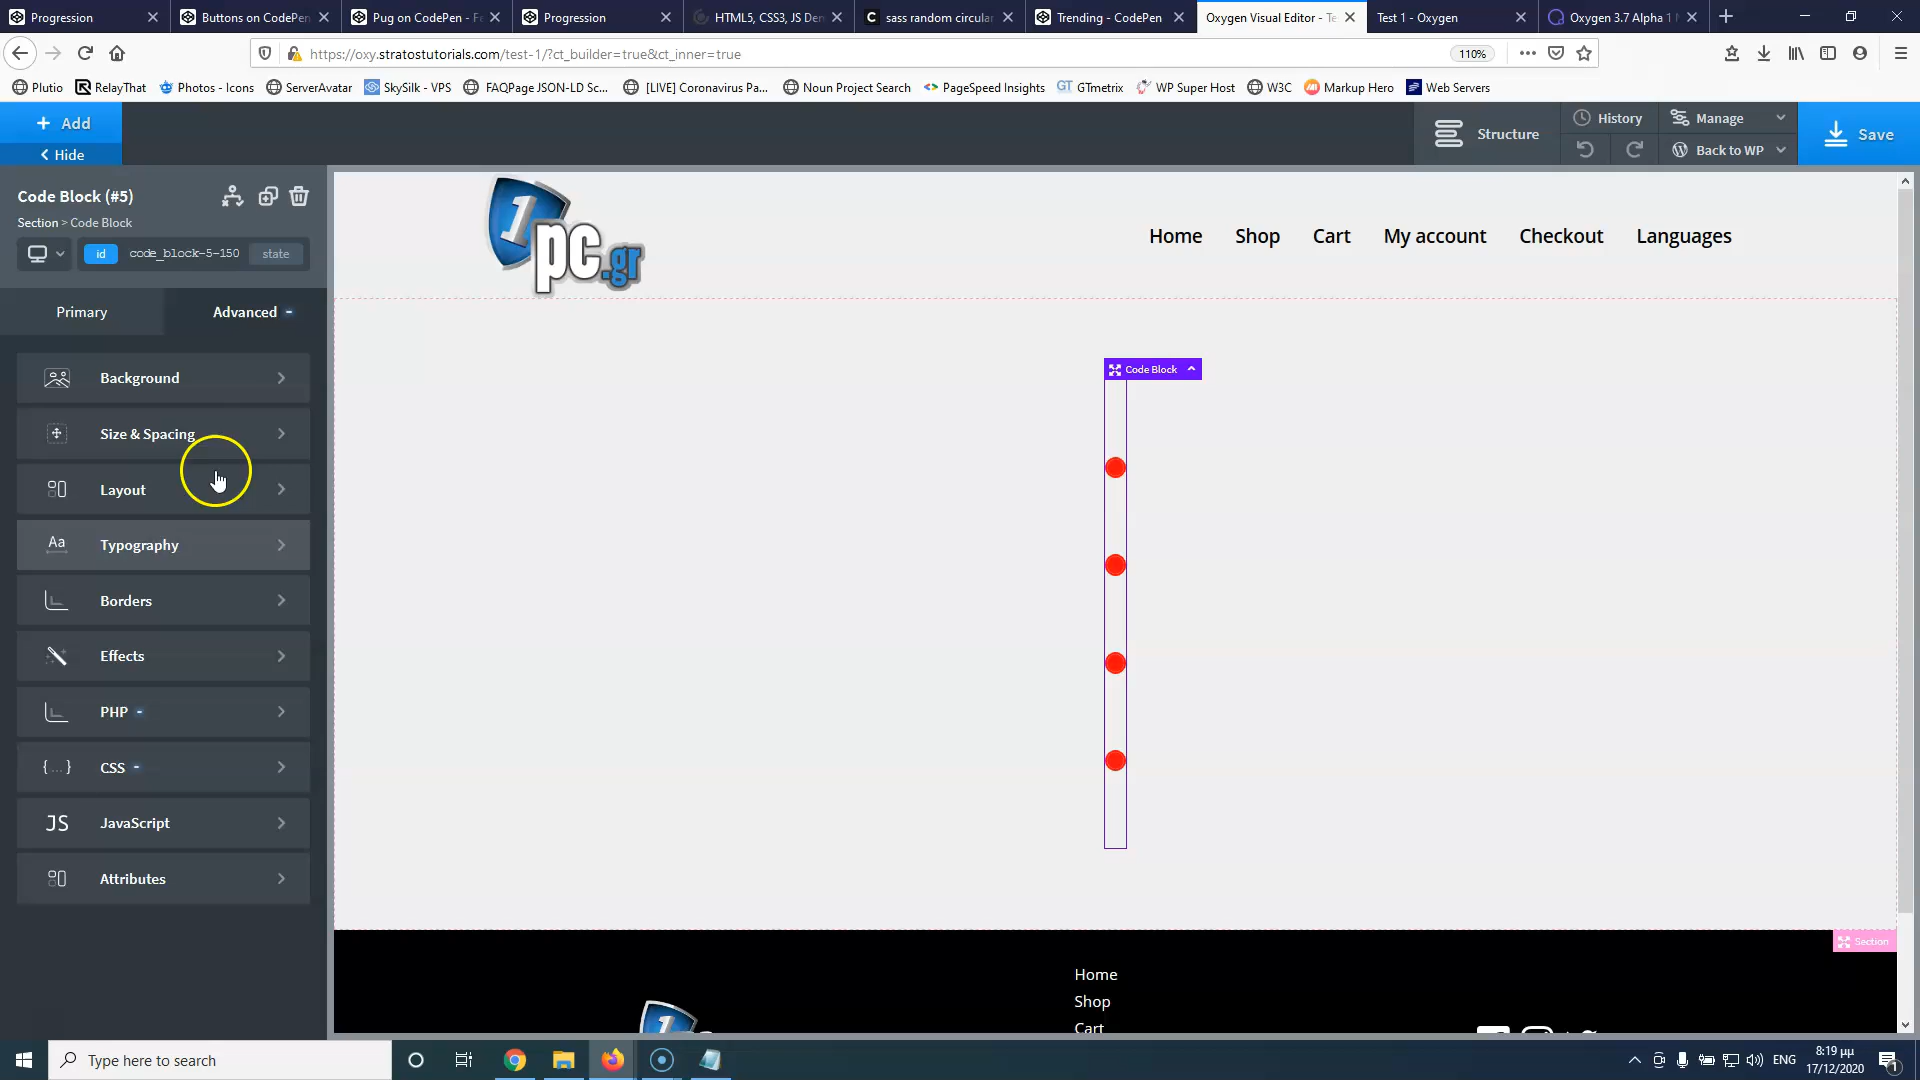 Progression
Buttons on CodePen
Pug on CodePen - Fe
Progression
HTML5, CSS3, JS Dem
sass random circular
Trending - CodePen
Oxygen Visual Editor - Te
Test 1 - Oxygen
Oxygen 3.7 Alpha 1 N
https://oxy.stratostutorials.com/test-1/?ct_builder=true&ct_inner=true
110%
Plutio
RelayThat
Photos - Icons
ServerAvatar
SkySilk - VPS
FAQPage JSON-LD Sc...
[LIVE] Coronavirus Pa...
Noun Project Search
PageSpeed Insights
GTmetrix
WP Super Host
W3C
Markup Hero
Web Servers
+ Add
Hide
Structure
History
Manage
Back to WP
Save
Code Block (#5)
Section > Code Block
id code_block-5-150 state
Primary
Advanced
Background
Size & Spacing
Layout
Aa Typography
Borders
Effects
PHP
{...} CSS
JS JavaScript
Attributes
1pc.gr
Home
Shop
Cart
My account
Checkout
Languages
Code Block
Section
Home
Shop
Cart
Type here to search
ENG
8:19 μμ
17/12/2020
1